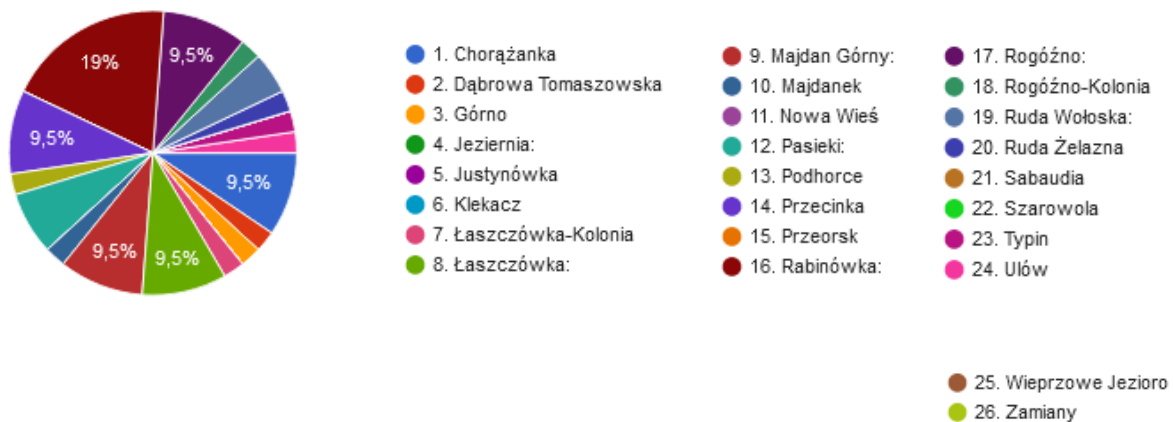 19%
9,5%
9,5%
9,5%
9,5%
9,5%
1. Chorążanka
2. Dąbrowa Tomaszowska
3. Górno
4. Jeziernia:
5. Justynówka
6. Klekacz
7. Łaszczówka-Kolonia
8. Łaszczówka:
9. Majdan Górny:
10. Majdanek
11. Nowa Wieś
12. Pasieki:
13. Podhorce
14. Przecinka
15. Przeorsk
16. Rabinówka:
17. Rogóźno:
18. Rogóźno-Kolonia
19. Ruda Wołoska:
20. Ruda Żelazna
21. Sabaudia
22. Szarowola
23. Typin
24. Ulów
25. Wieprzowe Jezioro
26. Zamiany